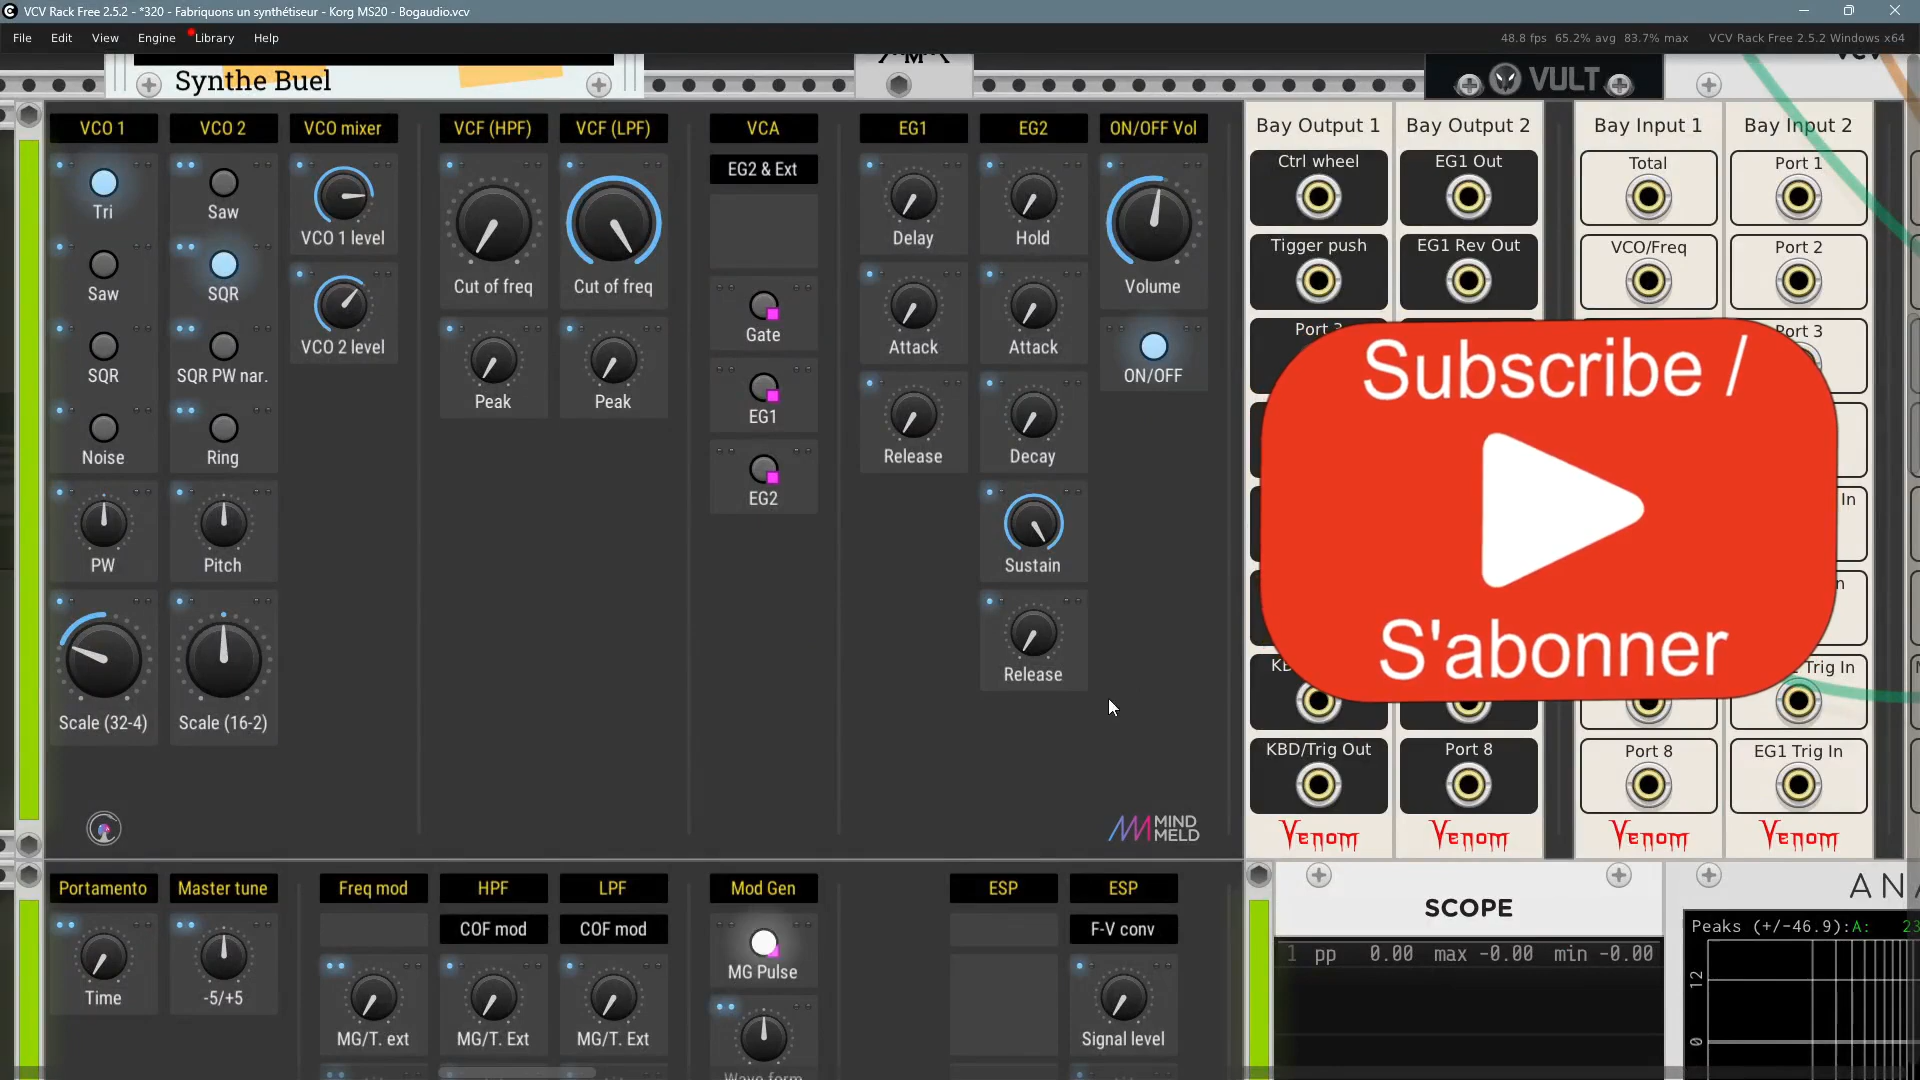 VCV Rack Free 2.5.2 - *320 - Fabriquons un synthétiseur - Korg MS20 - Bogaudio.vcv
File Edit View Engine Library Help
48.8 fps 65.2% avg 83.7% max VCV Rack Free 2.5.2 Windows x64
Synthe Buel
VULT
VCO 1 VCO 2 VCO mixer VCF (HPF) VCF (LPF) VCA EG1 EG2 ON/OFF Vol
Bay Output 1 Bay Output 2 Bay Input 1 Bay Input 2
EG2 & Ext
Ctrl wheel EG1 Out Total Port 1
Tri Saw
VCO 1 level Delay Hold
Tigger push EG1 Rev Out VCO/Freq Port 2
Cut of freq Cut of freq Volume
Saw SQR
Port 3 Port 3
Gate
VCO 2 level Attack Attack
SQR SQR PW nar. ON/OFF
Subscribe /
Peak Peak
EG1
Noise Ring Release Decay
EG2
In
PW Pitch Sustain
S'abonner
Trig In
Release
Scale (32-4) Scale (16-2)
KBD/Trig Out Port 8 Port 8 EG1 Trig In
MIND
MELD
Venom Venom Venom Venom
Portamento Master tune Freq mod HPF LPF Mod Gen ESP ESP
SCOPE
COF mod COF mod F-V conv
Peaks (+/-46.9):A: 23
1 pp 0.00 max -0.00 min -0.00
MG Pulse
12
Time -5/+5
MG/T. ext MG/T. Ext MG/T. Ext Signal level
0
Wave form